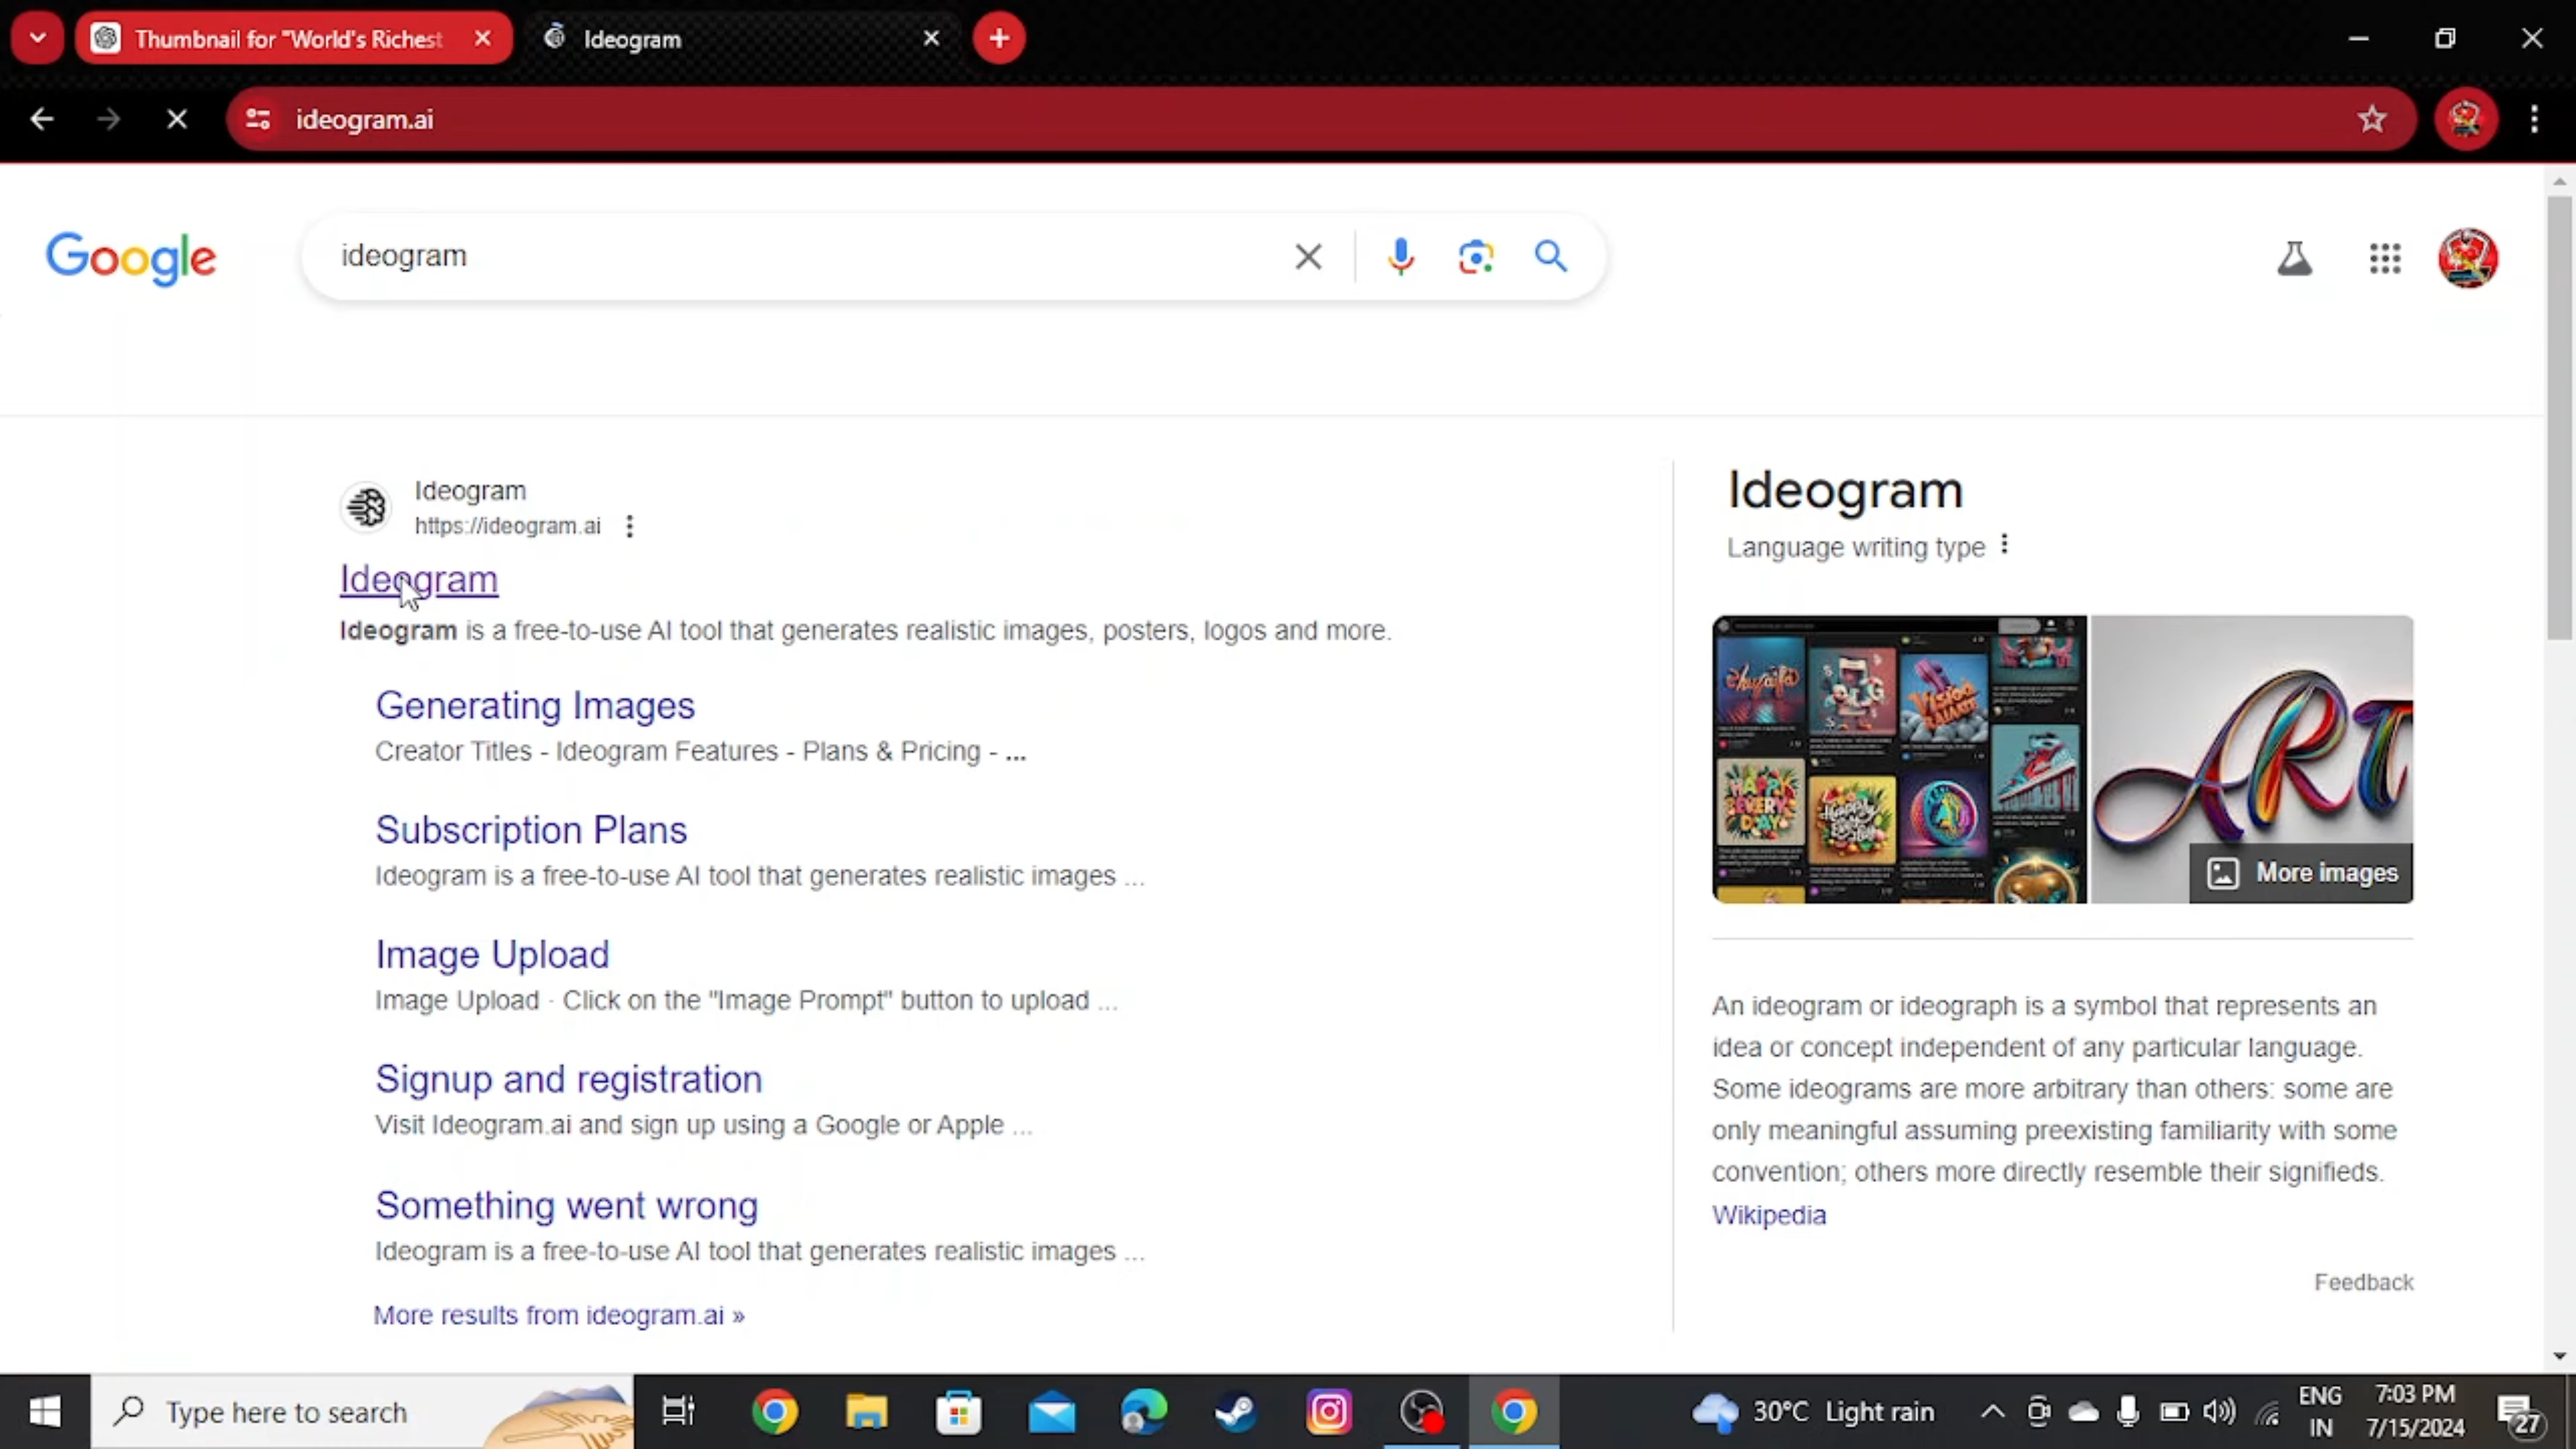 Thumbnail for "World's Richest
Ideogram
ideogram.ai
Google
ideogram
Ideogram
https://ideogram.ai
Ideogram
Ideogram is a free-to-use AI tool that generates realistic images, posters, logos and more.
Generating Images
Creator Titles - Ideogram Features - Plans & Pricing - ...
Subscription Plans
Ideogram is a free-to-use AI tool that generates realistic images ...
Image Upload
Image Upload · Click on the "Image Prompt" button to upload ...
Signup and registration
Visit Ideogram.ai and sign up using a Google or Apple ...
Something went wrong
Ideogram is a free-to-use AI tool that generates realistic images ...
More results from ideogram.ai »
Ideogram
Language writing type
HAPPY
EVERY
DAY
ART
More images
An ideogram or ideograph is a symbol that represents an
idea or concept independent of any particular language.
Some ideograms are more arbitrary than others: some are
only meaningful assuming preexisting familiarity with some
convention; others more directly resemble their signifieds.
Wikipedia
Feedback
Type here to search
30°C Light rain
ENG
IN
7:03 PM
7/15/2024
27